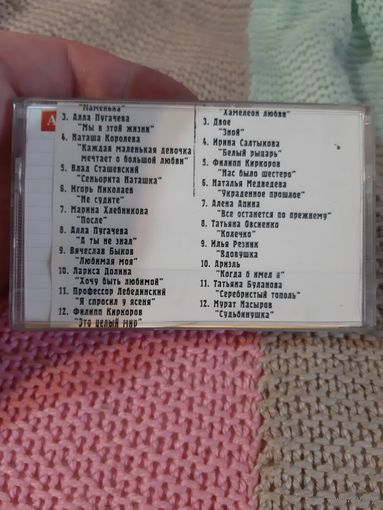 А
"Маменька"
3. Алла Пугачева
"Мы в этой жизни"
4. Наташа Королева
"Каждая маленькая девочка
мечтает о большой любви"
5. Влад Сташевский
"Сеньорита Наташка"
6. Игорь Николаев
"Не судите"
7. Марина Хлебникова
"После"
8. Алла Пугачева
"А ты не знал"
9. Вячеслав Быков
"Любимая моя"
10. Лариса Долина
"Хочу быть любимой"
11. Профессор Лебединский
"Я спросил у ясеня"
12. Филипп Киркоров
"Это целый мир"
"Хамелеон любви"
3. Двое
"Зной"
4. Ирина Салтыкова
"Белый рыцарь"
5. Филипп Киркоров
"Нас было шестеро"
6. Наталья Медведева
"Украденное прошлое"
7. Алена Апина
"Все останется по прежнему"
8. Татьяна Овсиенко
"Колечко"
9. Илья Резник
"Вдовушка
10. Ариэль
"Когда б имел я"
11. Татьяна Буланова
"Серебристый тополь"
12. Мурат Насыров
"Судьбинушка"